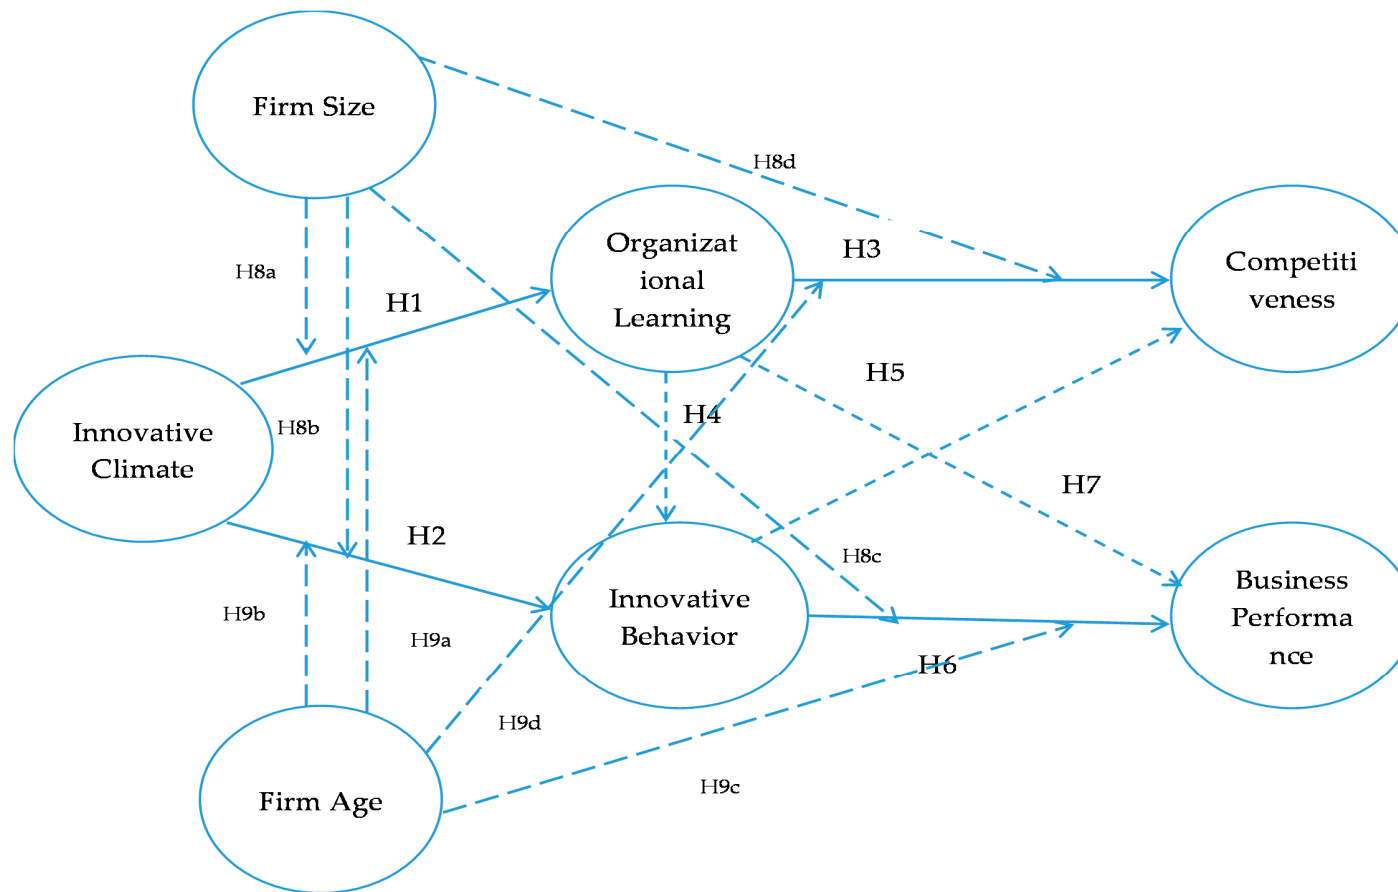 Firm Size
H8d
Organizat
ional
Learning
H3
Competiti
veness
H8a
H1
H5
H4
H8b
Innovative
Climate
H7
H2
H8c
Innovative
Behavior
Business
Performa
nce
H9b
H9a
H6
H9d
H9c
Firm Age